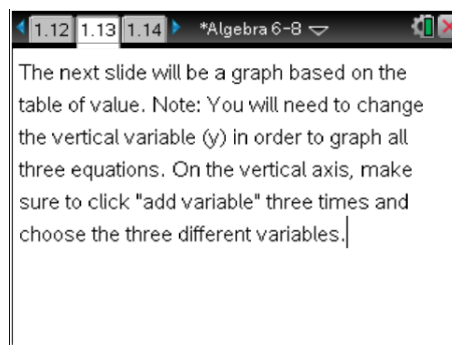 1.12 1.13 1.14 *Algebra 6-8
The next slide will be a graph based on the
table of value. Note: You will need to change
the vertical variable (y) in order to graph all
three equations. On the vertical axis, make
sure to click "add variable" three times and
choose the three different variables.